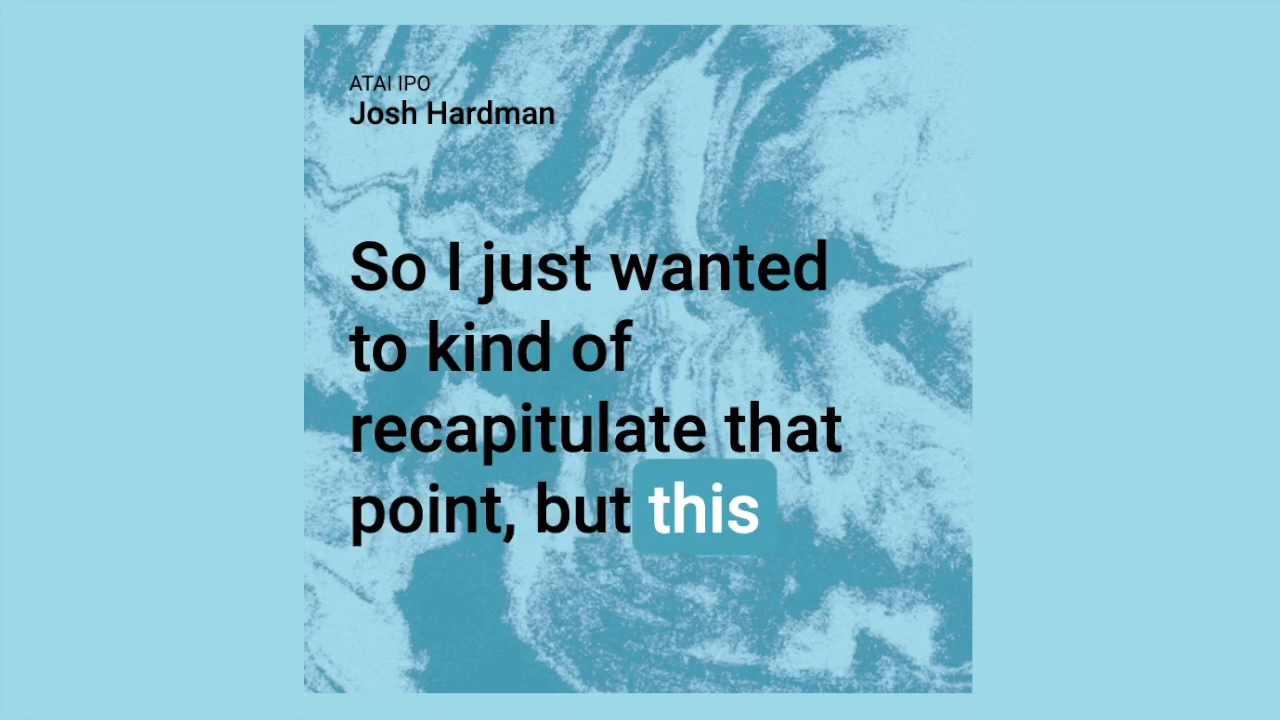 ATAI IPO
Josh Hardman
So I just wanted
to kind of
recapitulate that
point, but this